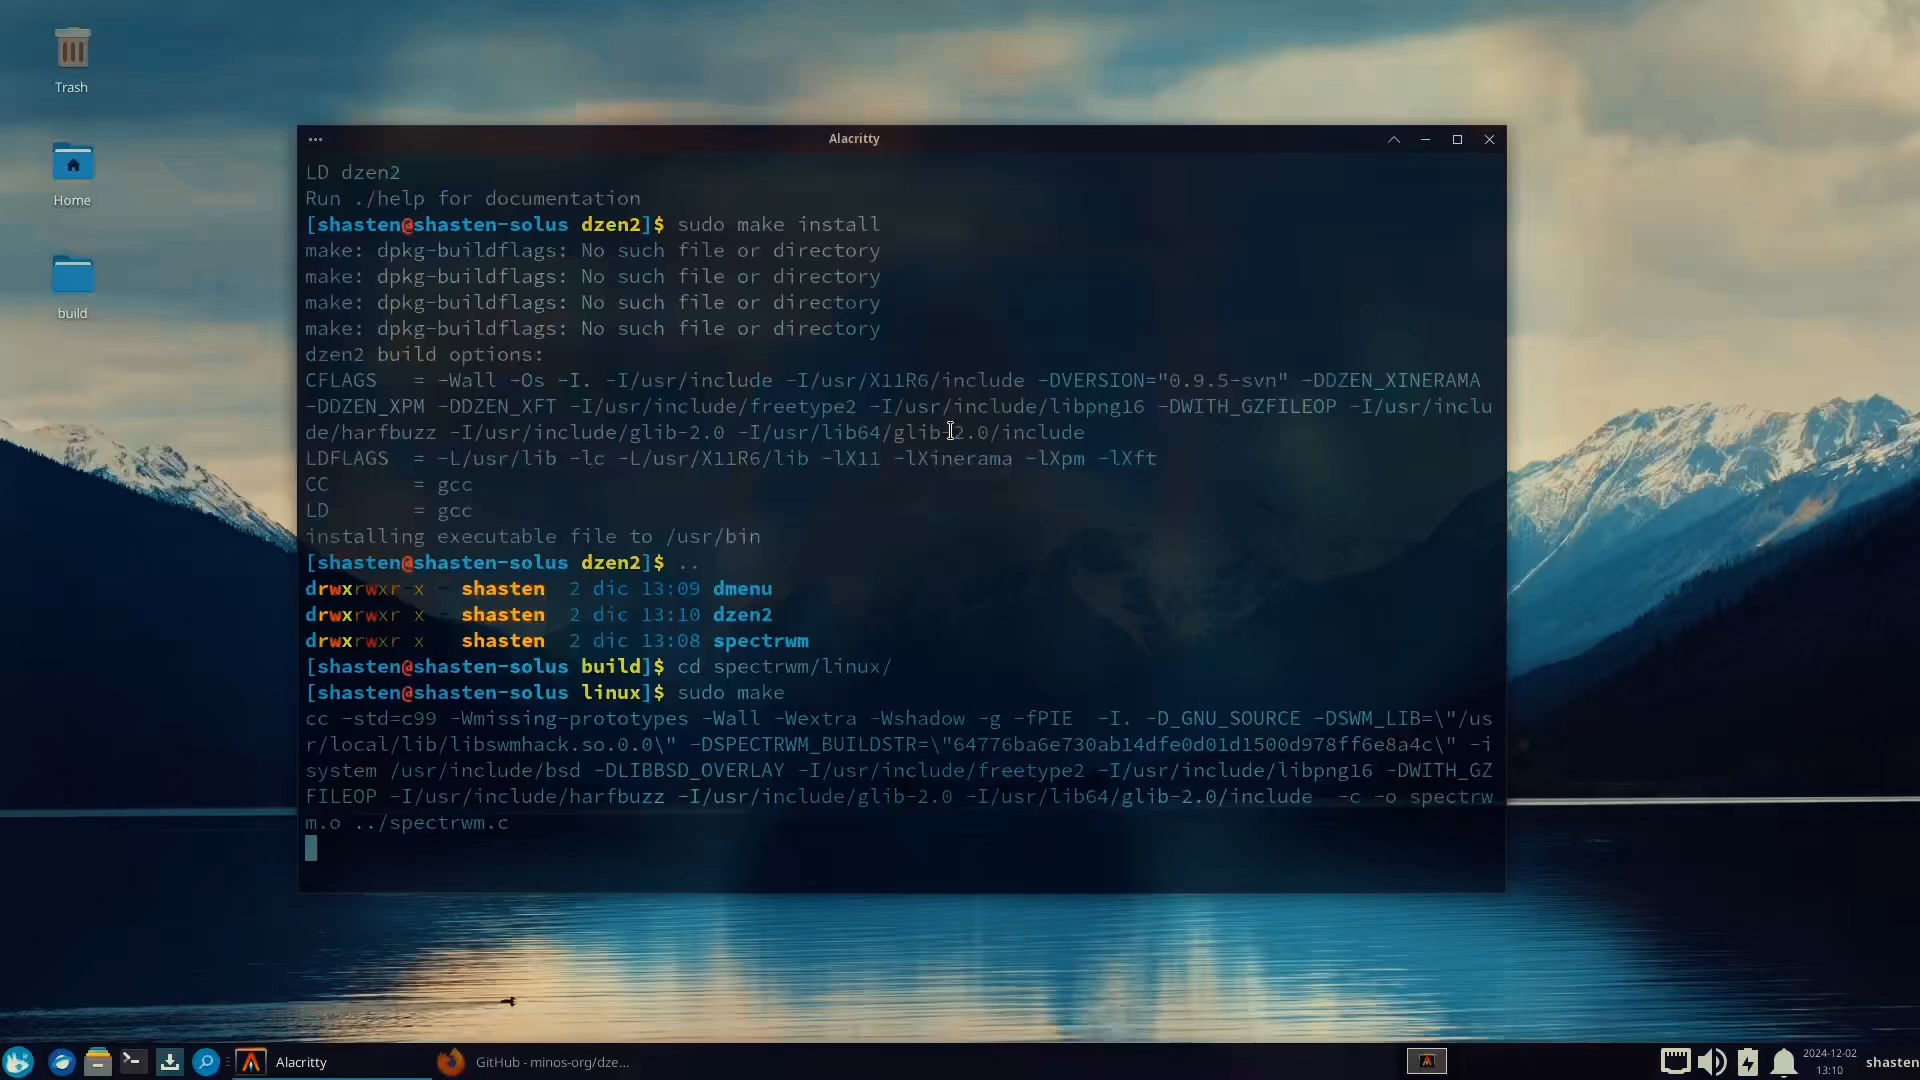 Trash
Home
build
Alacritty
LD dzen2
Run ./help for documentation
[shasten@shasten-solus dzen2]$ sudo make install
make: dpkg-buildflags: No such file or directory
make: dpkg-buildflags: No such file or directory
make: dpkg-buildflags: No such file or directory
make: dpkg-buildflags: No such file or directory
dzen2 build options:
CFLAGS   = -Wall -Os -I. -I/usr/include -I/usr/X11R6/include -DVERSION="0.9.5-svn" -DDZEN_XINERAMA
-DDZEN_XPM -DDZEN_XFT -I/usr/include/freetype2 -I/usr/include/libpng16 -DWITH_GZFILEOP -I/usr/inclu
de/harfbuzz -I/usr/include/glib-2.0 -I/usr/lib64/glib-2.0/include
LDFLAGS  = -L/usr/lib -lc -L/usr/X11R6/lib -lX11 -lXinerama -lXpm -lXft
CC       = gcc
LD       = gcc
installing executable file to /usr/bin
[shasten@shasten-solus dzen2]$ ..
drwxrwxr-x - shasten  2 dic 13:09 dmenu
drwxrwxr-x - shasten  2 dic 13:10 dzen2
drwxrwxr-x - shasten  2 dic 13:08 spectrwm
[shasten@shasten-solus build]$ cd spectrwm/linux/
[shasten@shasten-solus linux]$ sudo make
cc -std=c99 -Wmissing-prototypes -Wall -Wextra -Wshadow -g -fPIE  -I. -D_GNU_SOURCE -DSWM_LIB=\"/us
r/local/lib/libswmhack.so.0.0\" -DSPECTRWM_BUILDSTR=\"64776ba6e730ab14dfe0d01d1500d978ff6e8a4c\" -i
system /usr/include/bsd -DLIBBSD_OVERLAY -I/usr/include/freetype2 -I/usr/include/libpng16 -DWITH_GZ
FILEOP -I/usr/include/harfbuzz -I/usr/include/glib-2.0 -I/usr/lib64/glib-2.0/include  -c -o spectrw
m.o ../spectrwm.c
Alacritty
GitHub - minos-org/dze...
2024-12-02
13:10
shasten